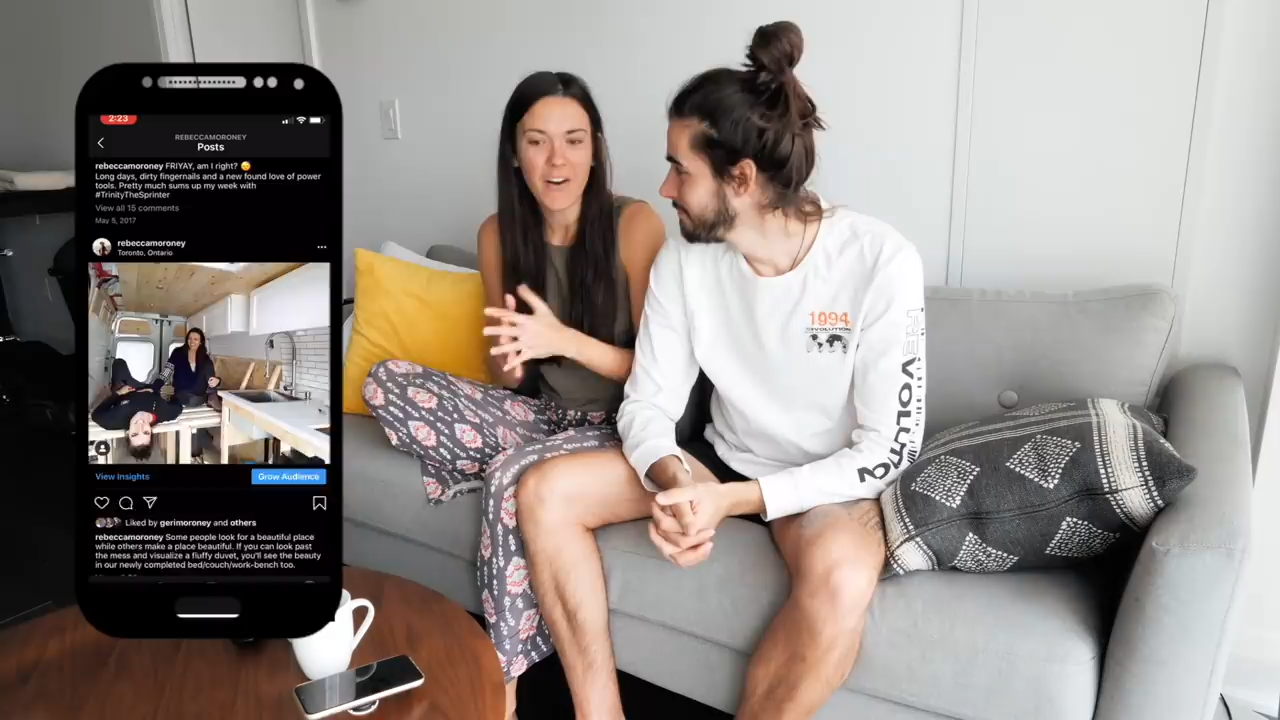 2:23
REBECCAMORONEY
Posts
rebeccamoroney FRIYAY, am I right? 😉
Long days, dirty fingernails and a new found love of power
tools. Pretty much sums up my week with
#TrinityTheSprinter
View all 15 comments
May 5, 2017
rebeccamoroney
Toronto, Ontario
View Insights
Grow Audience
Liked by gerimoroney and others
rebeccamoroney Some people look for a beautiful place
while others make a place beautiful. If you can look past
the mess and visualize a fluffy duvet, you'll see the beauty
in our newly completed bed/couch/work-bench too.
1994